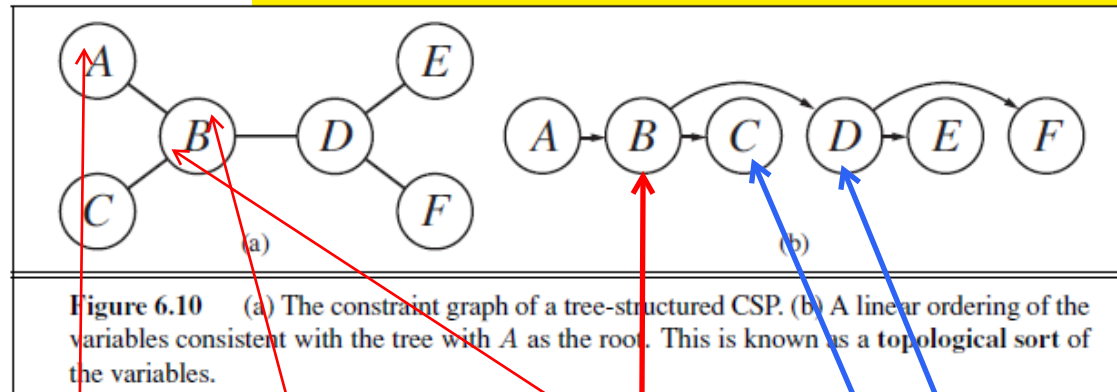 A E
B D A B C D E F
C F
(a) (b)
Figure 6.10 (a) The constraint graph of a tree-structured CSP. (b) A linear ordering of the
variables consistent with the tree with A as the root. This is known as a topological sort of
the variables.